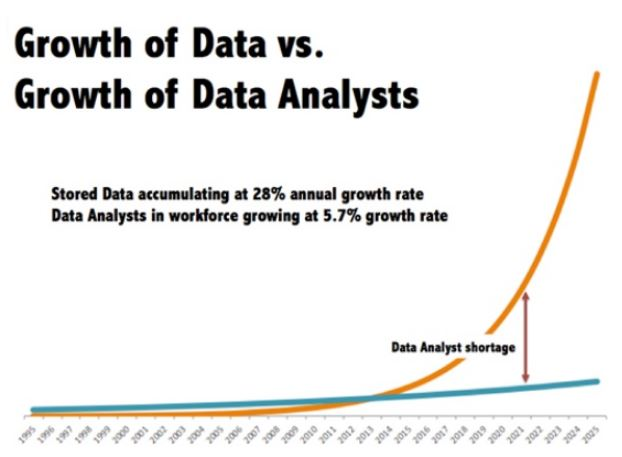 Growth of Data vs.
Growth of Data Analysts
Stored Data accumulating at 28% annual growth rate
Data Analysts in workforce growing at 5.7% growth rate
Data Analyst shortage
1995 1996 1997 1998 1999 2000 2001 2002 2003 2004 2005 2006 2007 2008 2009 2010 2011 2012 2013 2014 2015 2016 2017 2018 2019 2020 2021 2022 2023 2024 2025